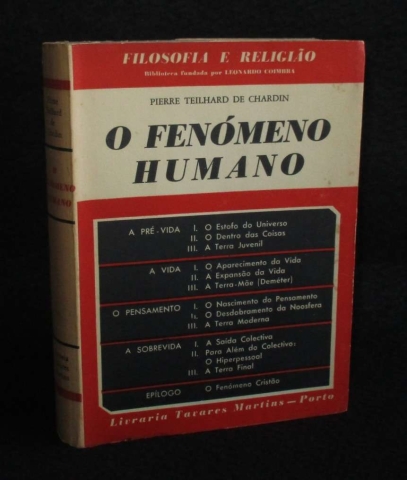 FILOSOFIA E RELIGIÃO
Biblioteca fundada por LEONARDO COIMBRA
PIERRE TEILHARD DE CHARDIN
O FENÓMENO
HUMANO
A PRÉ-VIDA I. O Estofo do Universo
II. O Dentro das Coisas
III. A Terra Juvenil
A VIDA I. O Aparecimento da Vida
II. A Expansão da Vida
III. A Terra-Mãe (Deméter)
O PENSAMENTO I. O Nascimento do Pensamento
O Desdobramento da Noosfera
III. A Terra Moderna
A SOBREVIDA I. A Saída Colectiva
II. Para Além do Colectivo:
O Hiperpessoal
III. A Terra Final
EPÍLOGO O Fenómeno Cristão
Livraria Tavares Martins — Porto